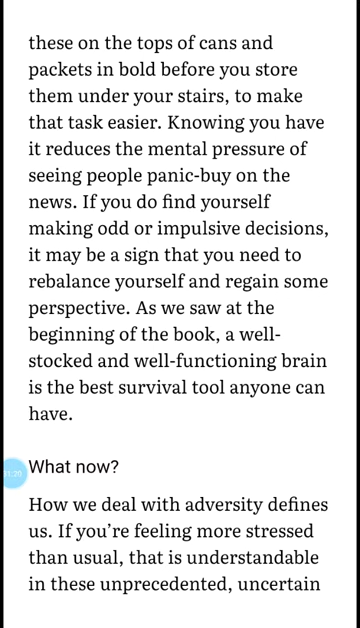 these on the tops of cans and
packets in bold before you store
them under your stairs, to make
that task easier. Knowing you have
it reduces the mental pressure of
seeing people panic-buy on the
news. If you do find yourself
making odd or impulsive decisions,
it may be a sign that you need to
rebalance yourself and regain some
perspective. As we saw at the
beginning of the book, a well-
stocked and well-functioning brain
is the best survival tool anyone can
have.
What now?
How we deal with adversity defines
us. If you’re feeling more stressed
than usual, that is understandable
in these unprecedented, uncertain